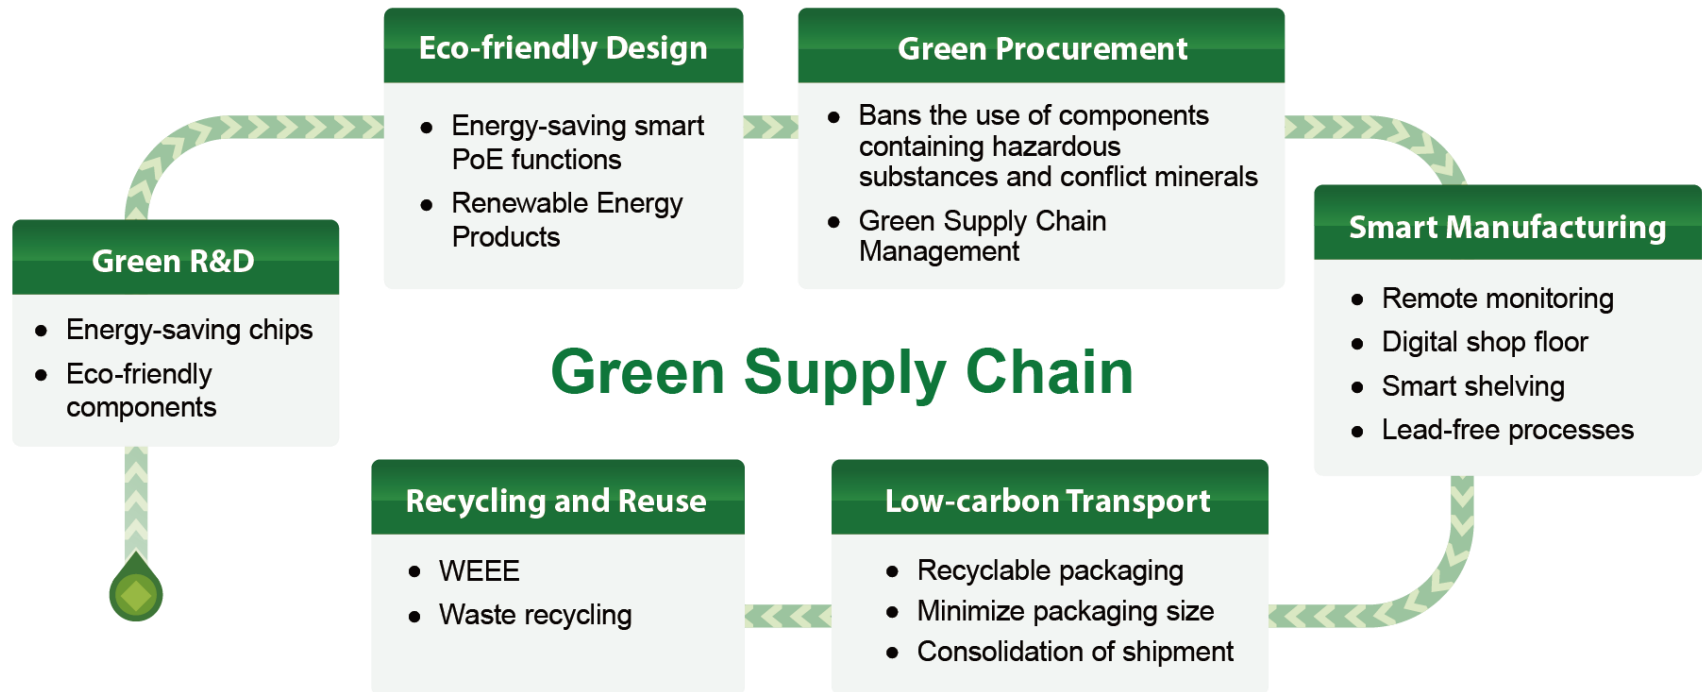 Green R&D
● Energy-saving chips
● Eco-friendly
components
Eco-friendly Design
● Energy-saving smart
PoE functions
● Renewable Energy
Products
Green Procurement
● Bans the use of components
containing hazardous
substances and conflict minerals
● Green Supply Chain
Management
Smart Manufacturing
● Remote monitoring
● Digital shop floor
● Smart shelving
● Lead-free processes
Green Supply Chain
Low-carbon Transport
● Recyclable packaging
● Minimize packaging size
● Consolidation of shipment
Recycling and Reuse
● WEEE
● Waste recycling